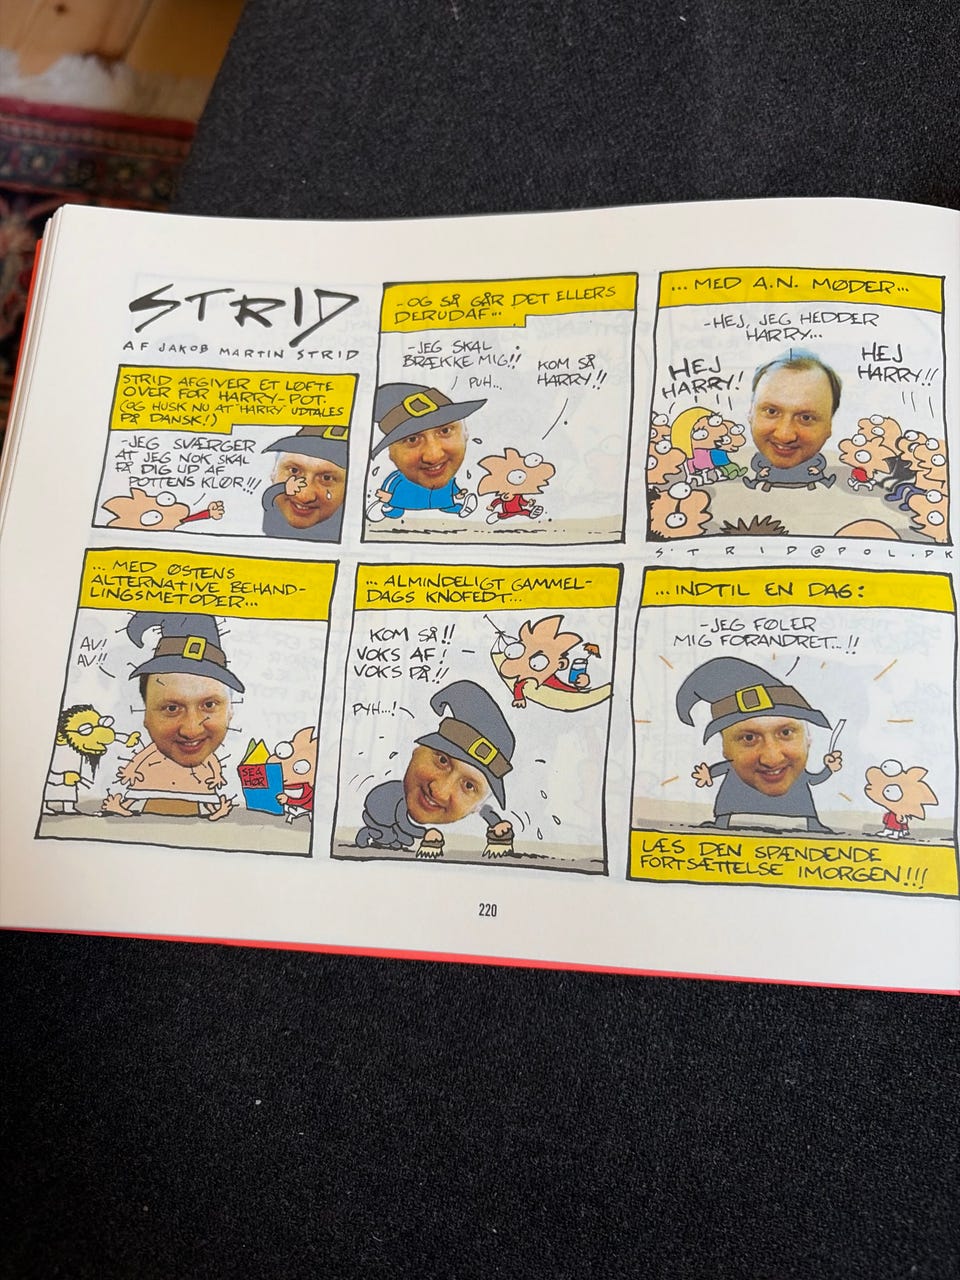 STRID
AF JAKOB MARTIN STRID
STRID AFGIVER ET LØFTE
OVER FOR HARRY-POT.
(OG HUSK NU AT "HARRY" UDTALES
PÅ DANSK!)
-JEG SVÆRGER
AT JEG NOK SKAL
FÅ DIG UD AF
POTTENS KLØR!!!
-OG SÅ GÅR DET ELLERS
DERUDAF...
-JEG SKAL
BRÆKKE MIG!!
PUH...
KOM SÅ
HARRY!!
...MED A.N. MØDER...
-HEJ, JEG HEDDER
HARRY...
HEJ
HARRY!
HEJ
HARRY!!
STRID@POL.DK
...MED ØSTENS
ALTERNATIVE BEHAND-
LINGSMETODER...
AV!
AV!!
SE &
HØR
...ALMINDELIGT GAMMEL-
DAGS KNOFEDT...
KOM SÅ!!
VOKS AF!
VOKS PÅ!!
PYH...!
...INDTIL EN DAG:
-JEG FØLER
MIG FORANDRET...!!
LÆS DEN SPÆNDENDE
FORTSÆTTELSE IMORGEN!!!
220